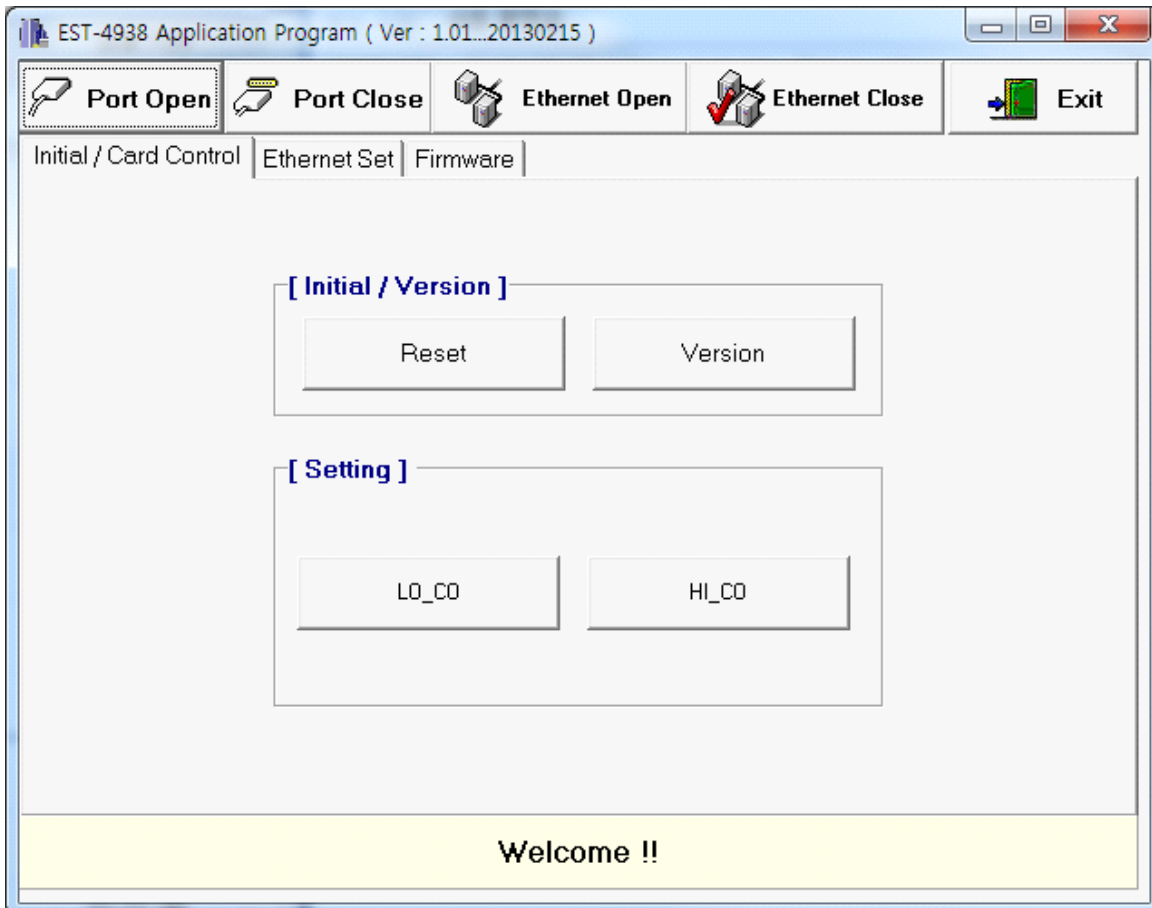 EST-4938 Application Program ( Ver : 1.01...20130215 )
Port Open Port Close Ethernet Open Ethernet Close Exit
Initial / Card Control Ethernet Set Firmware
[ Initial / Version ]
Reset Version
[ Setting ]
LO_CO HI_CO
Welcome !!